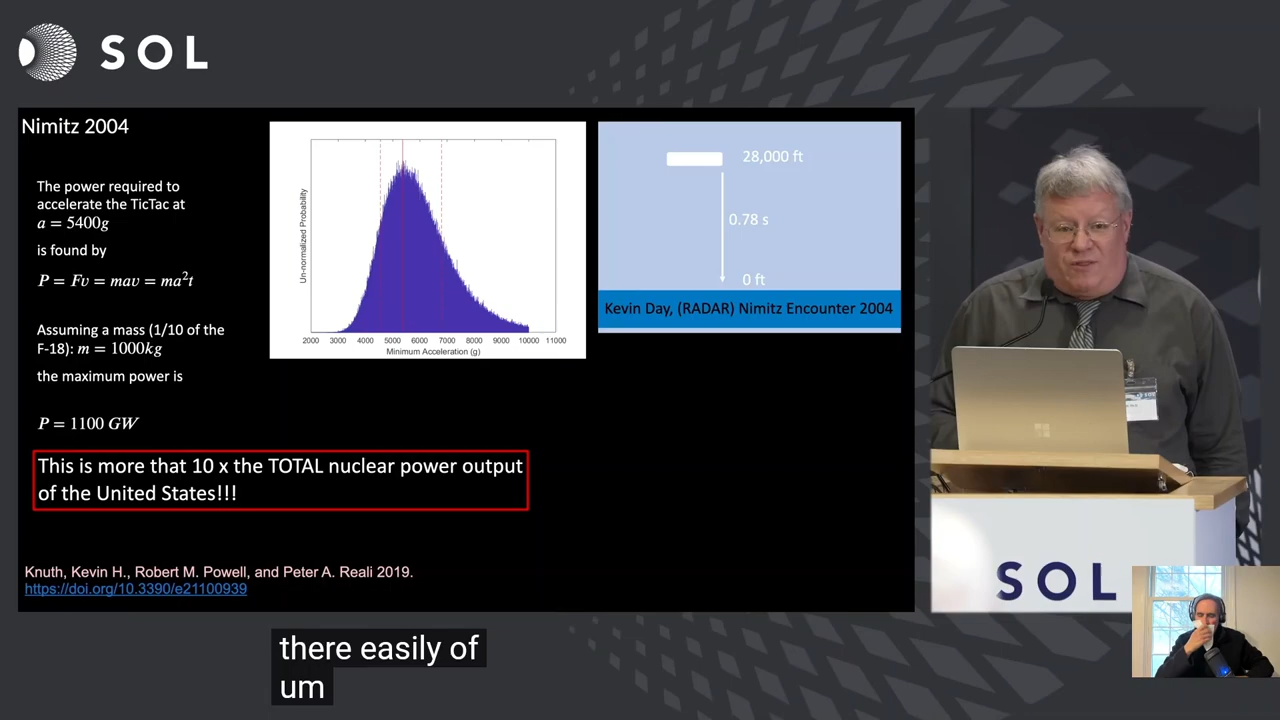 SOL
Nimitz 2004
The power required to
accelerate the TicTac at
a = 5400g
is found by
P = Fv = mav = ma²t
Assuming a mass (1/10 of the
F-18): m = 1000kg
the maximum power is
P = 1100 GW
This is more that 10 x the TOTAL nuclear power output
of the United States!!!
Knuth, Kevin H., Robert M. Powell, and Peter A. Reali 2019.
https://doi.org/10.3390/e21100939
Un-normalized Probability
2000 3000 4000 5000 6000 7000 8000 9000 10000 11000
Minimum Acceleration (g)
28,000 ft
0.78 s
0 ft
Kevin Day, (RADAR) Nimitz Encounter 2004
SOL
there easily of
um